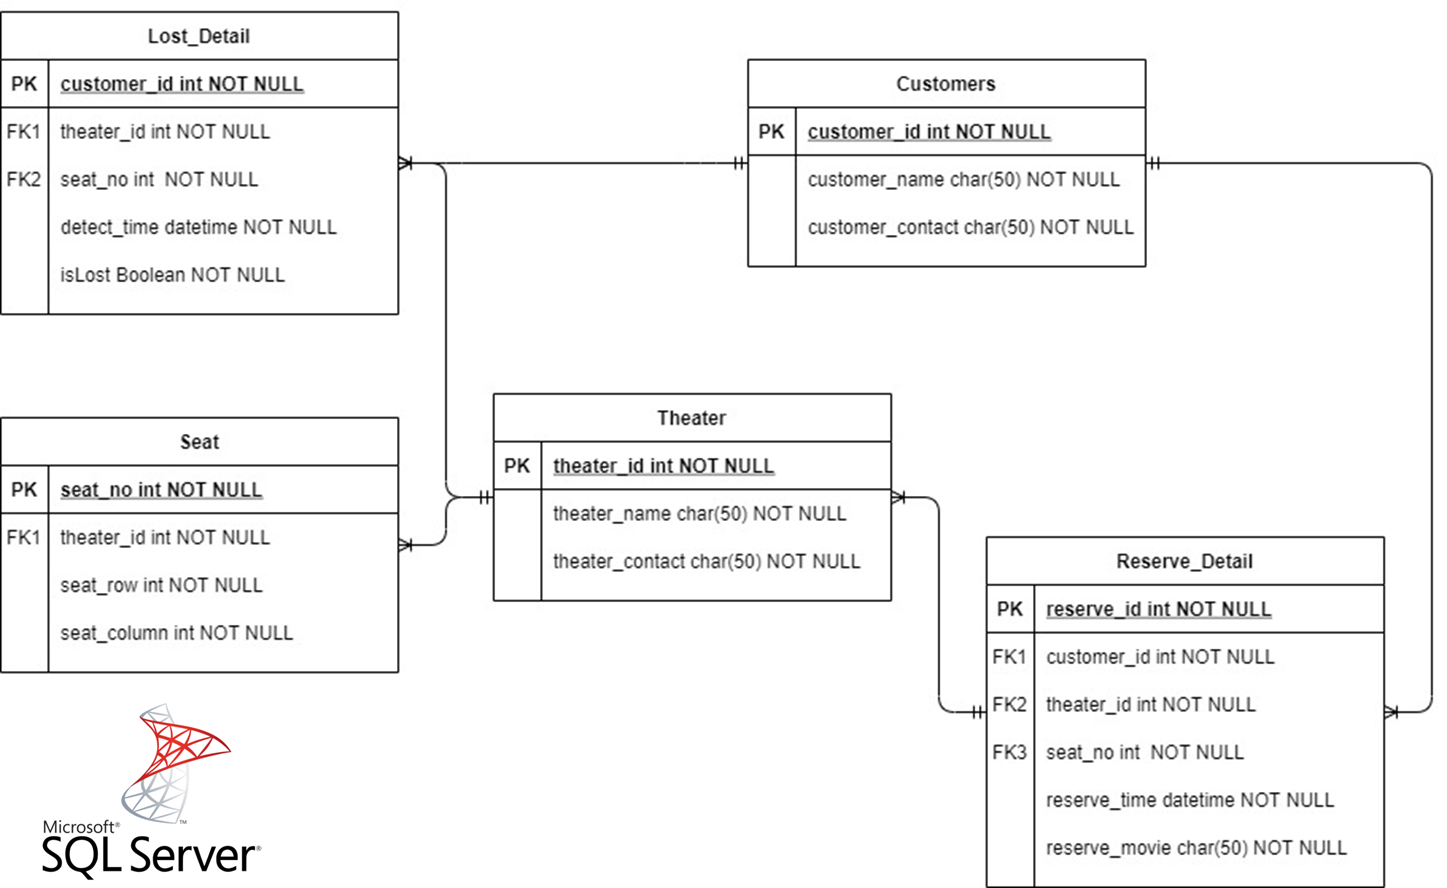 Lost_Detail
PK customer_id int NOT NULL
FK1 theater_id int NOT NULL
FK2 seat_no int  NOT NULL
detect_time datetime NOT NULL
isLost Boolean NOT NULL
Customers
PK customer_id int NOT NULL
customer_name char(50) NOT NULL
customer_contact char(50) NOT NULL
Seat
PK seat_no int NOT NULL
FK1 theater_id int NOT NULL
seat_row int NOT NULL
seat_column int NOT NULL
Theater
PK theater_id int NOT NULL
theater_name char(50) NOT NULL
theater_contact char(50) NOT NULL
Reserve_Detail
PK reserve_id int NOT NULL
FK1 customer_id int NOT NULL
FK2 theater_id int NOT NULL
FK3 seat_no int  NOT NULL
reserve_time datetime NOT NULL
reserve_movie char(50) NOT NULL
™
Microsoft®
SQL Server®